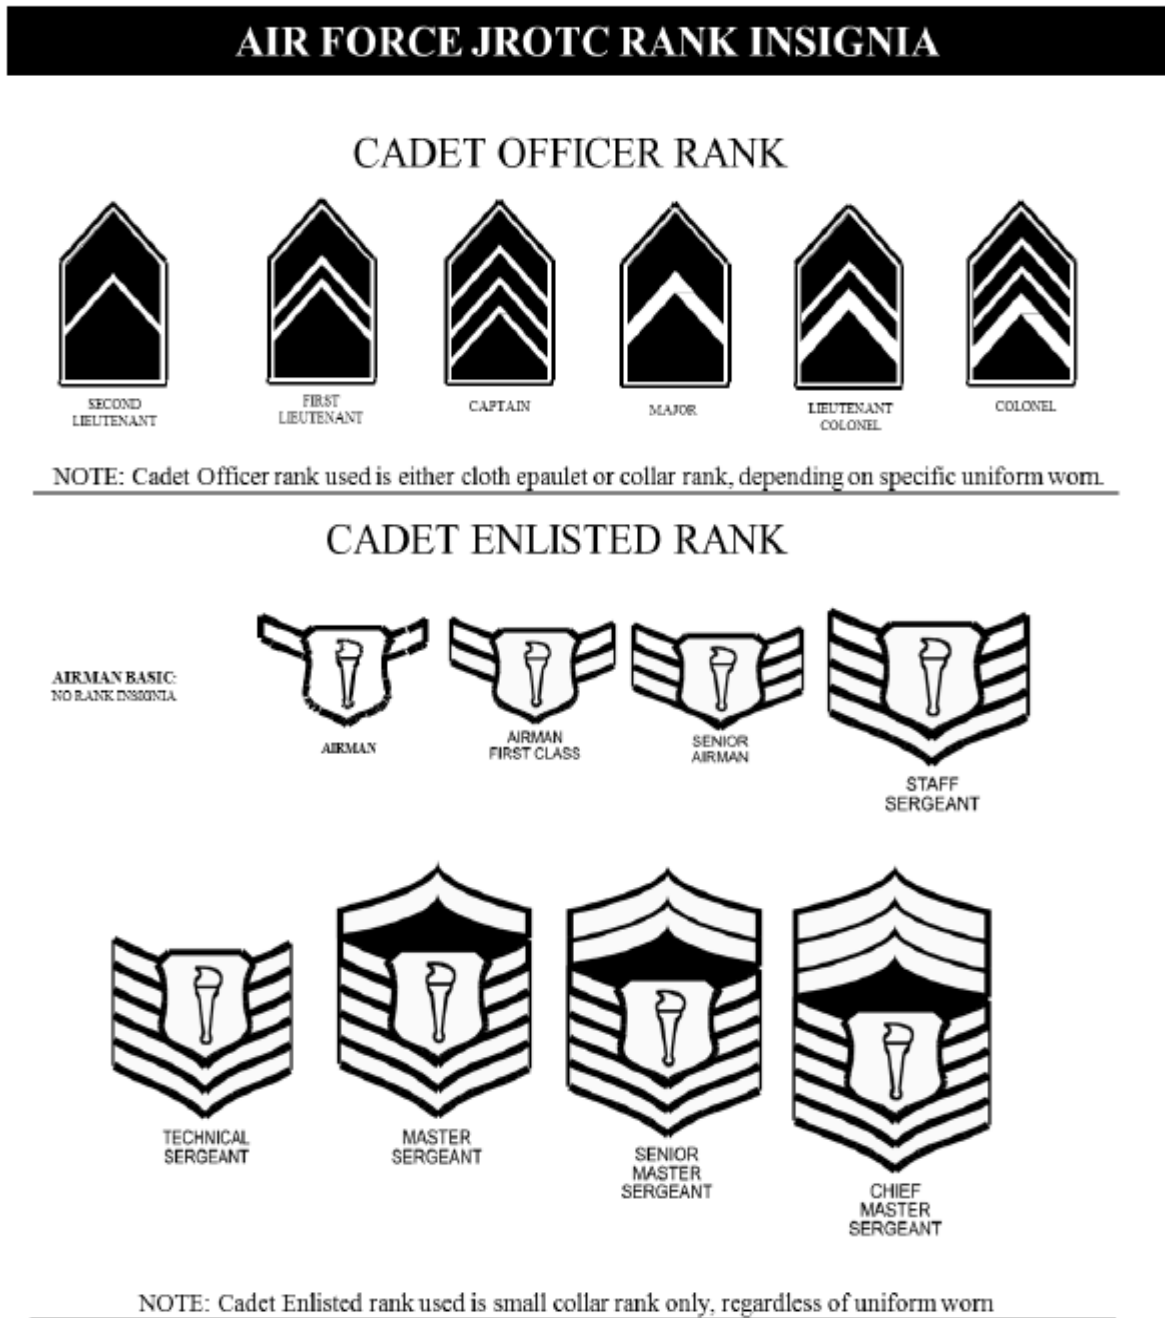 AIR FORCE JROTC RANK INSIGNIA
CADET OFFICER RANK
SECOND
LIEUTENANT
FIRST
LIEUTENANT
CAPTAIN
MAJOR
LIEUTENANT
COLONEL
COLONEL
NOTE: Cadet Officer rank used is either cloth epaulet or collar rank, depending on specific uniform worn.
CADET ENLISTED RANK
AIRMAN BASIC:
NO RANK INSIGNIA
AIRMAN
AIRMAN
FIRST CLASS
SENIOR
AIRMAN
STAFF
SERGEANT
TECHNICAL
SERGEANT
MASTER
SERGEANT
SENIOR
MASTER
SERGEANT
CHIEF
MASTER
SERGEANT
NOTE: Cadet Enlisted rank used is small collar rank only, regardless of uniform worn